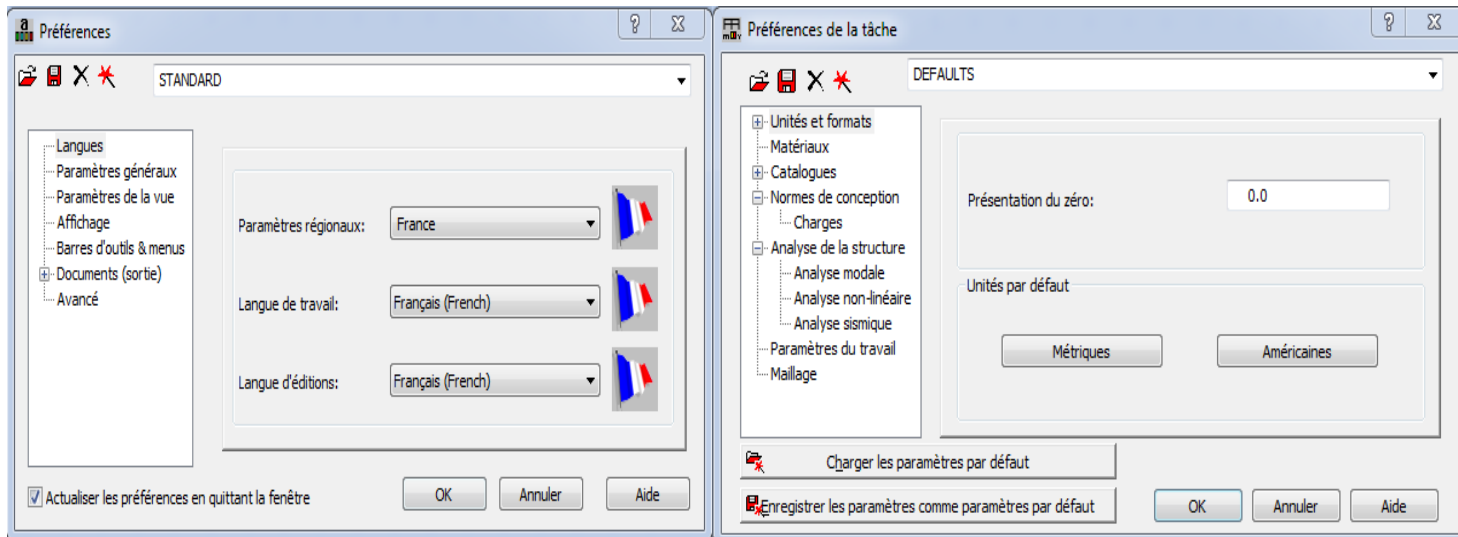 Préférences
STANDARD
Langues
Paramètres généraux
Paramètres de la vue
Affichage
Barres d'outils & menus
Documents (sortie)
Avancé
Paramètres régionaux: France
Langue de travail: Français (French)
Langue d'éditions: Français (French)
Actualiser les préférences en quittant la fenêtre
OK Annuler Aide
Préférences de la tâche
DEFAULTS
Unités et formats
Matériaux
Catalogues
Normes de conception
Charges
Analyse de la structure
Analyse modale
Analyse non-linéaire
Analyse sismique
Paramètres du travail
Maillage
Présentation du zéro: 0.0
Unités par défaut
Métriques Américaines
Charger les paramètres par défaut
Enregistrer les paramètres comme paramètres par défaut
OK Annuler Aide